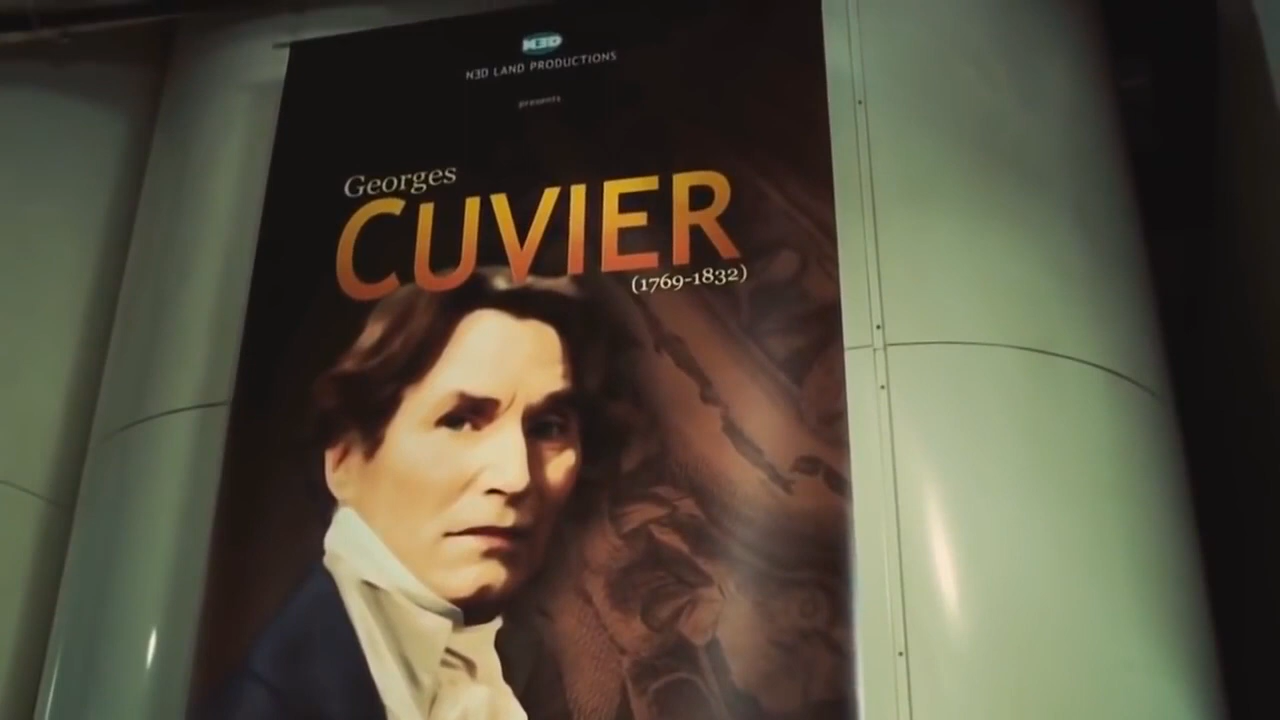 N3D
N3D LAND PRODUCTIONS
presents
Georges
CUVIER
(1769-1832)